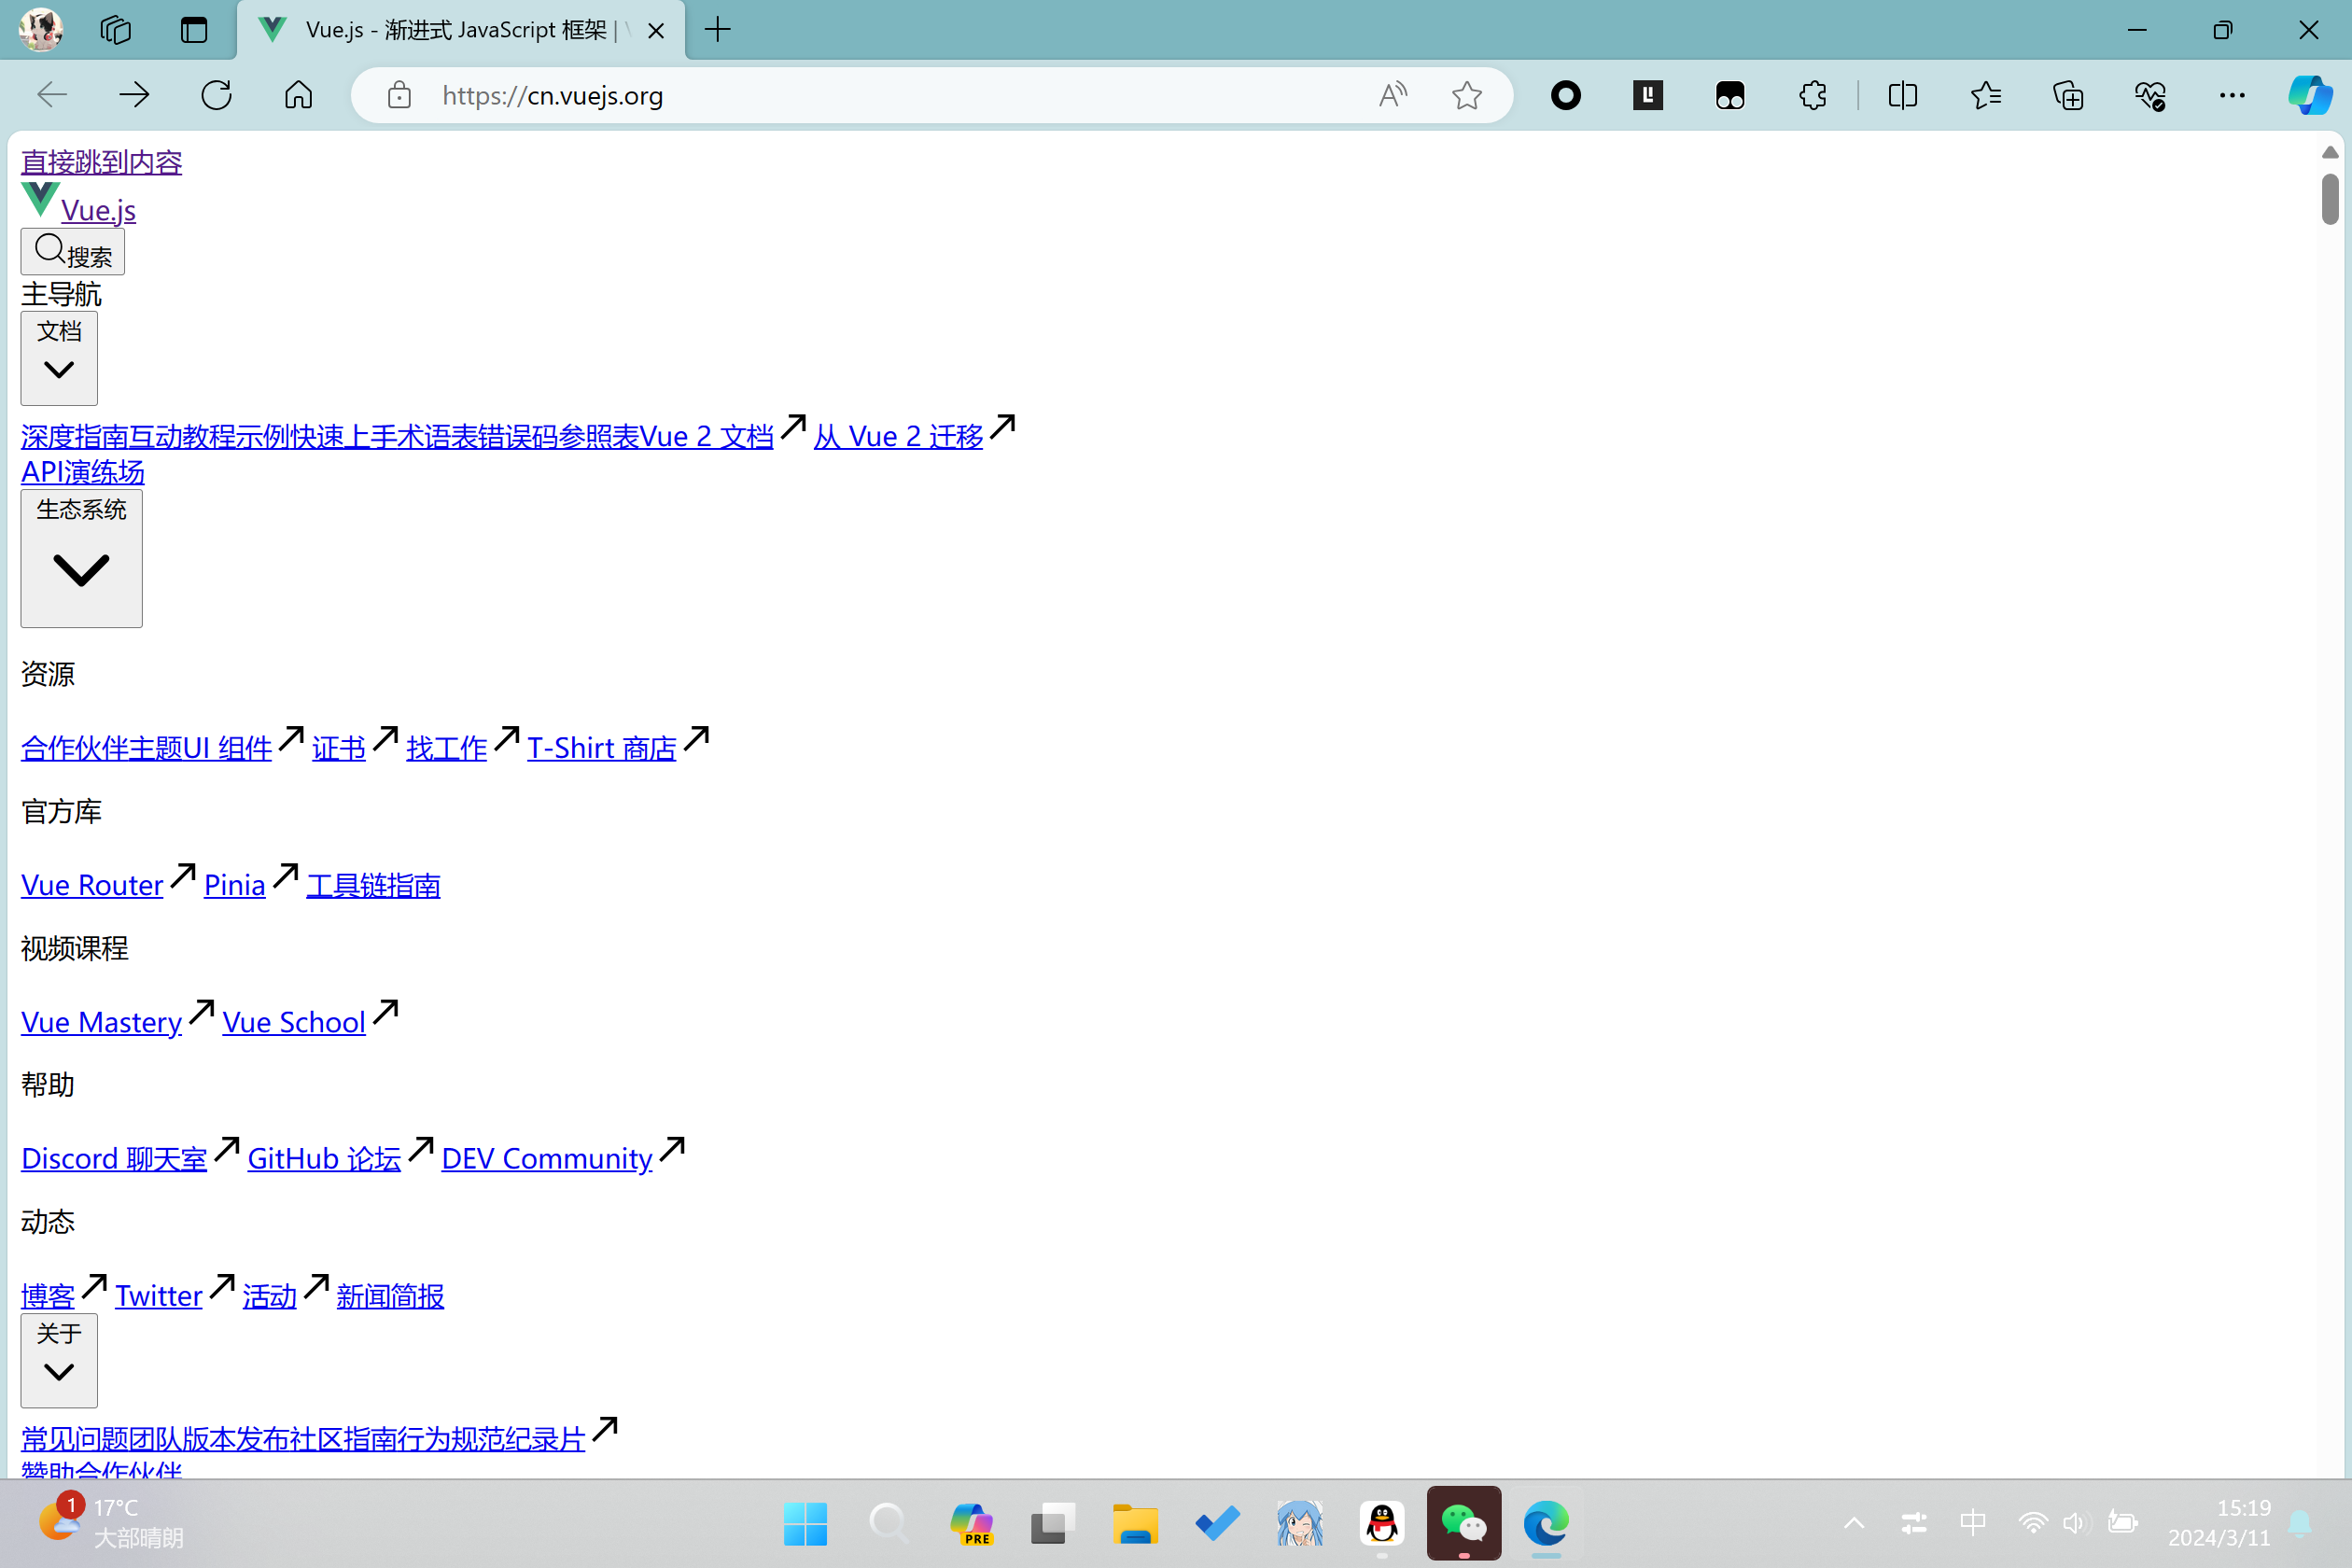 Vue.js - 渐进式 JavaScript 框架 |
https://cn.vuejs.org
直接跳到内容
Vue.js
搜索
主导航
文档
深度指南互动教程示例快速上手术语表错误码参照表Vue 2 文档 从 Vue 2 迁移
API演练场
生态系统
资源
合作伙伴主题UI 组件 证书 找工作 T-Shirt 商店
官方库
Vue Router Pinia 工具链指南
视频课程
Vue Mastery Vue School
帮助
Discord 聊天室 GitHub 论坛 DEV Community
动态
博客 Twitter 活动 新闻简报
关于
常见问题团队版本发布社区指南行为规范纪录片
赞助合作伙伴
1
17°C
大部晴朗
PRE
中
15:19
2024/3/11